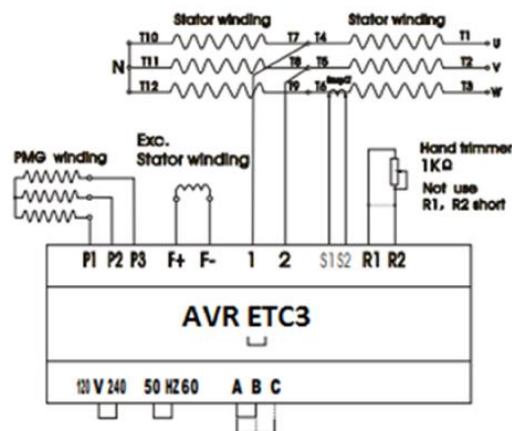 Stator winding Stator winding
T10 T7 T4 T1 U
N T11 T8 T5 T2 V
T12 T9 T6 T3 W
Exc.
Stator winding
PMG winding
Hand trimmer
1KΩ
Not use
R1, R2 short
P1 P2 P3 F+ F- 1 2 S1 S2 R1 R2
AVR ETC3
120 V 240 50 HZ 60 A B C